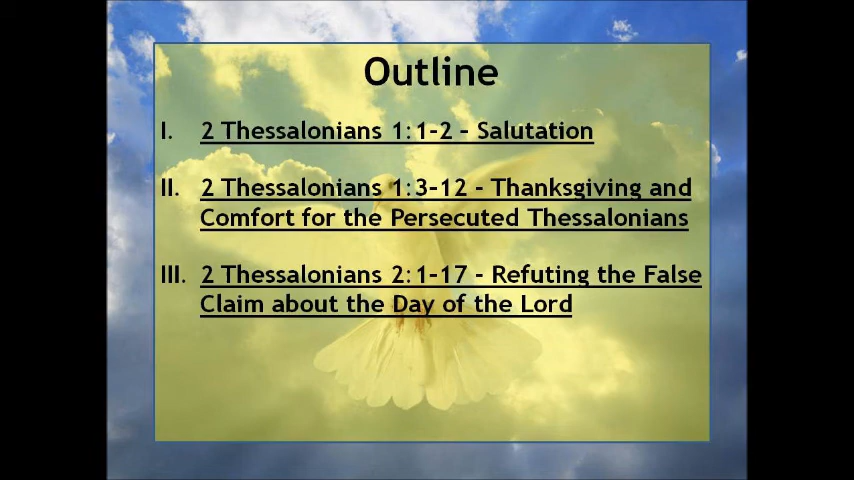 Outline
I. 2 Thessalonians 1:1-2 - Salutation
II. 2 Thessalonians 1:3-12 - Thanksgiving and
Comfort for the Persecuted Thessalonians
III. 2 Thessalonians 2:1-17 - Refuting the False
Claim about the Day of the Lord